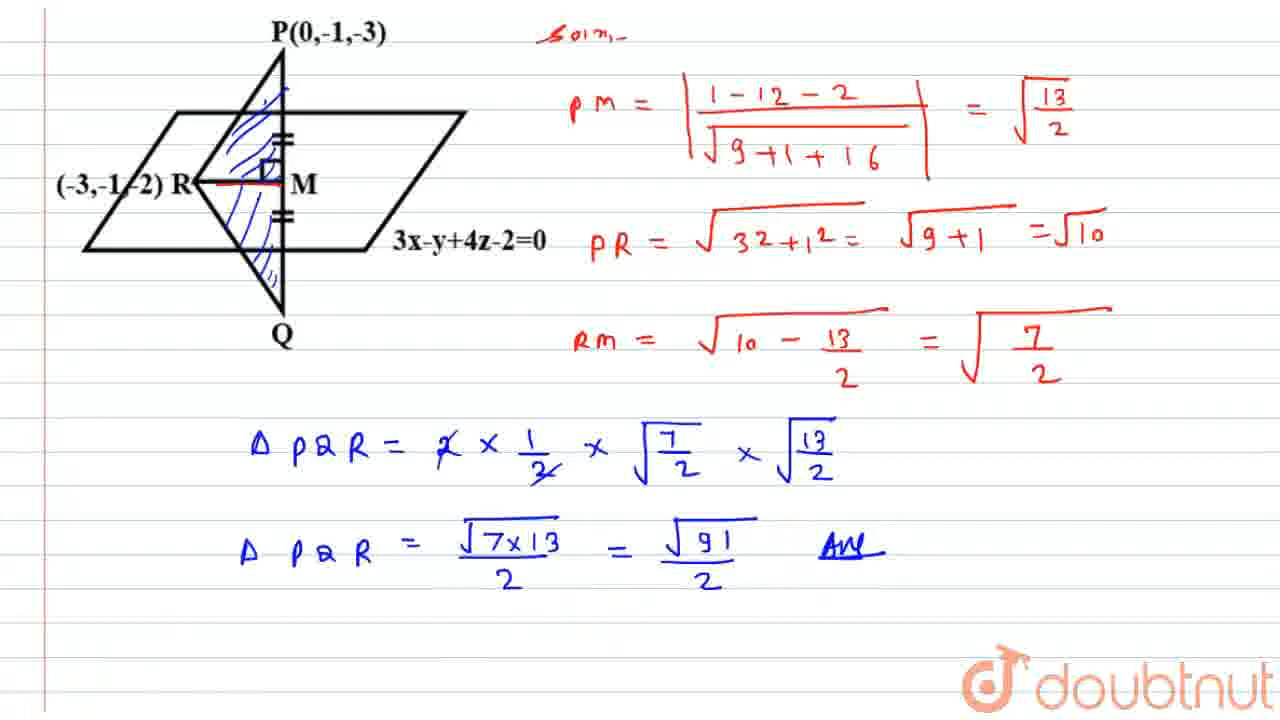 P(0,-1,-3)
(-3,-1,-2) R
M
3x-y+4z-2=0
Q
Soln,-
PM = | 1 - 12 - 2 / √9+1+16 | = √13/2
PR = √3²+1² = √9+1 = √10
RM = √10 - 13/2 = √7/2
Δ PQR = 2 × 1/2 × √7/2 × √13/2
Δ PQR = √7×13/2 = √91/2 Ans
doubtnut